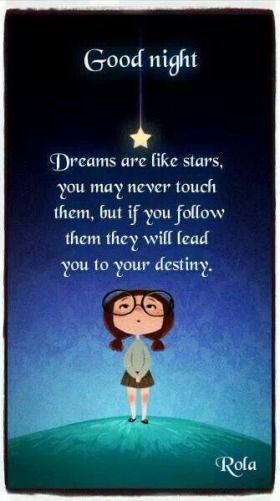 Good night
Dreams are like stars,
you may never touch
them, but if you follow
them they will lead
you to your destiny.
Rola